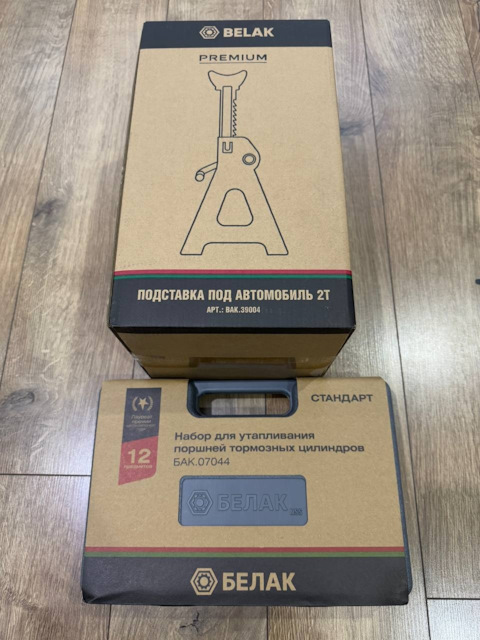 BELAK
PREMIUM
ПОДСТАВКА ПОД АВТОМОБИЛЬ 2Т
АРТ.: BAK.39004
СТАНДАРТ
12
предметов
Набор для утапливания
поршней тормозных цилиндров
БАК.07044
БЕЛАК
БЕЛАК